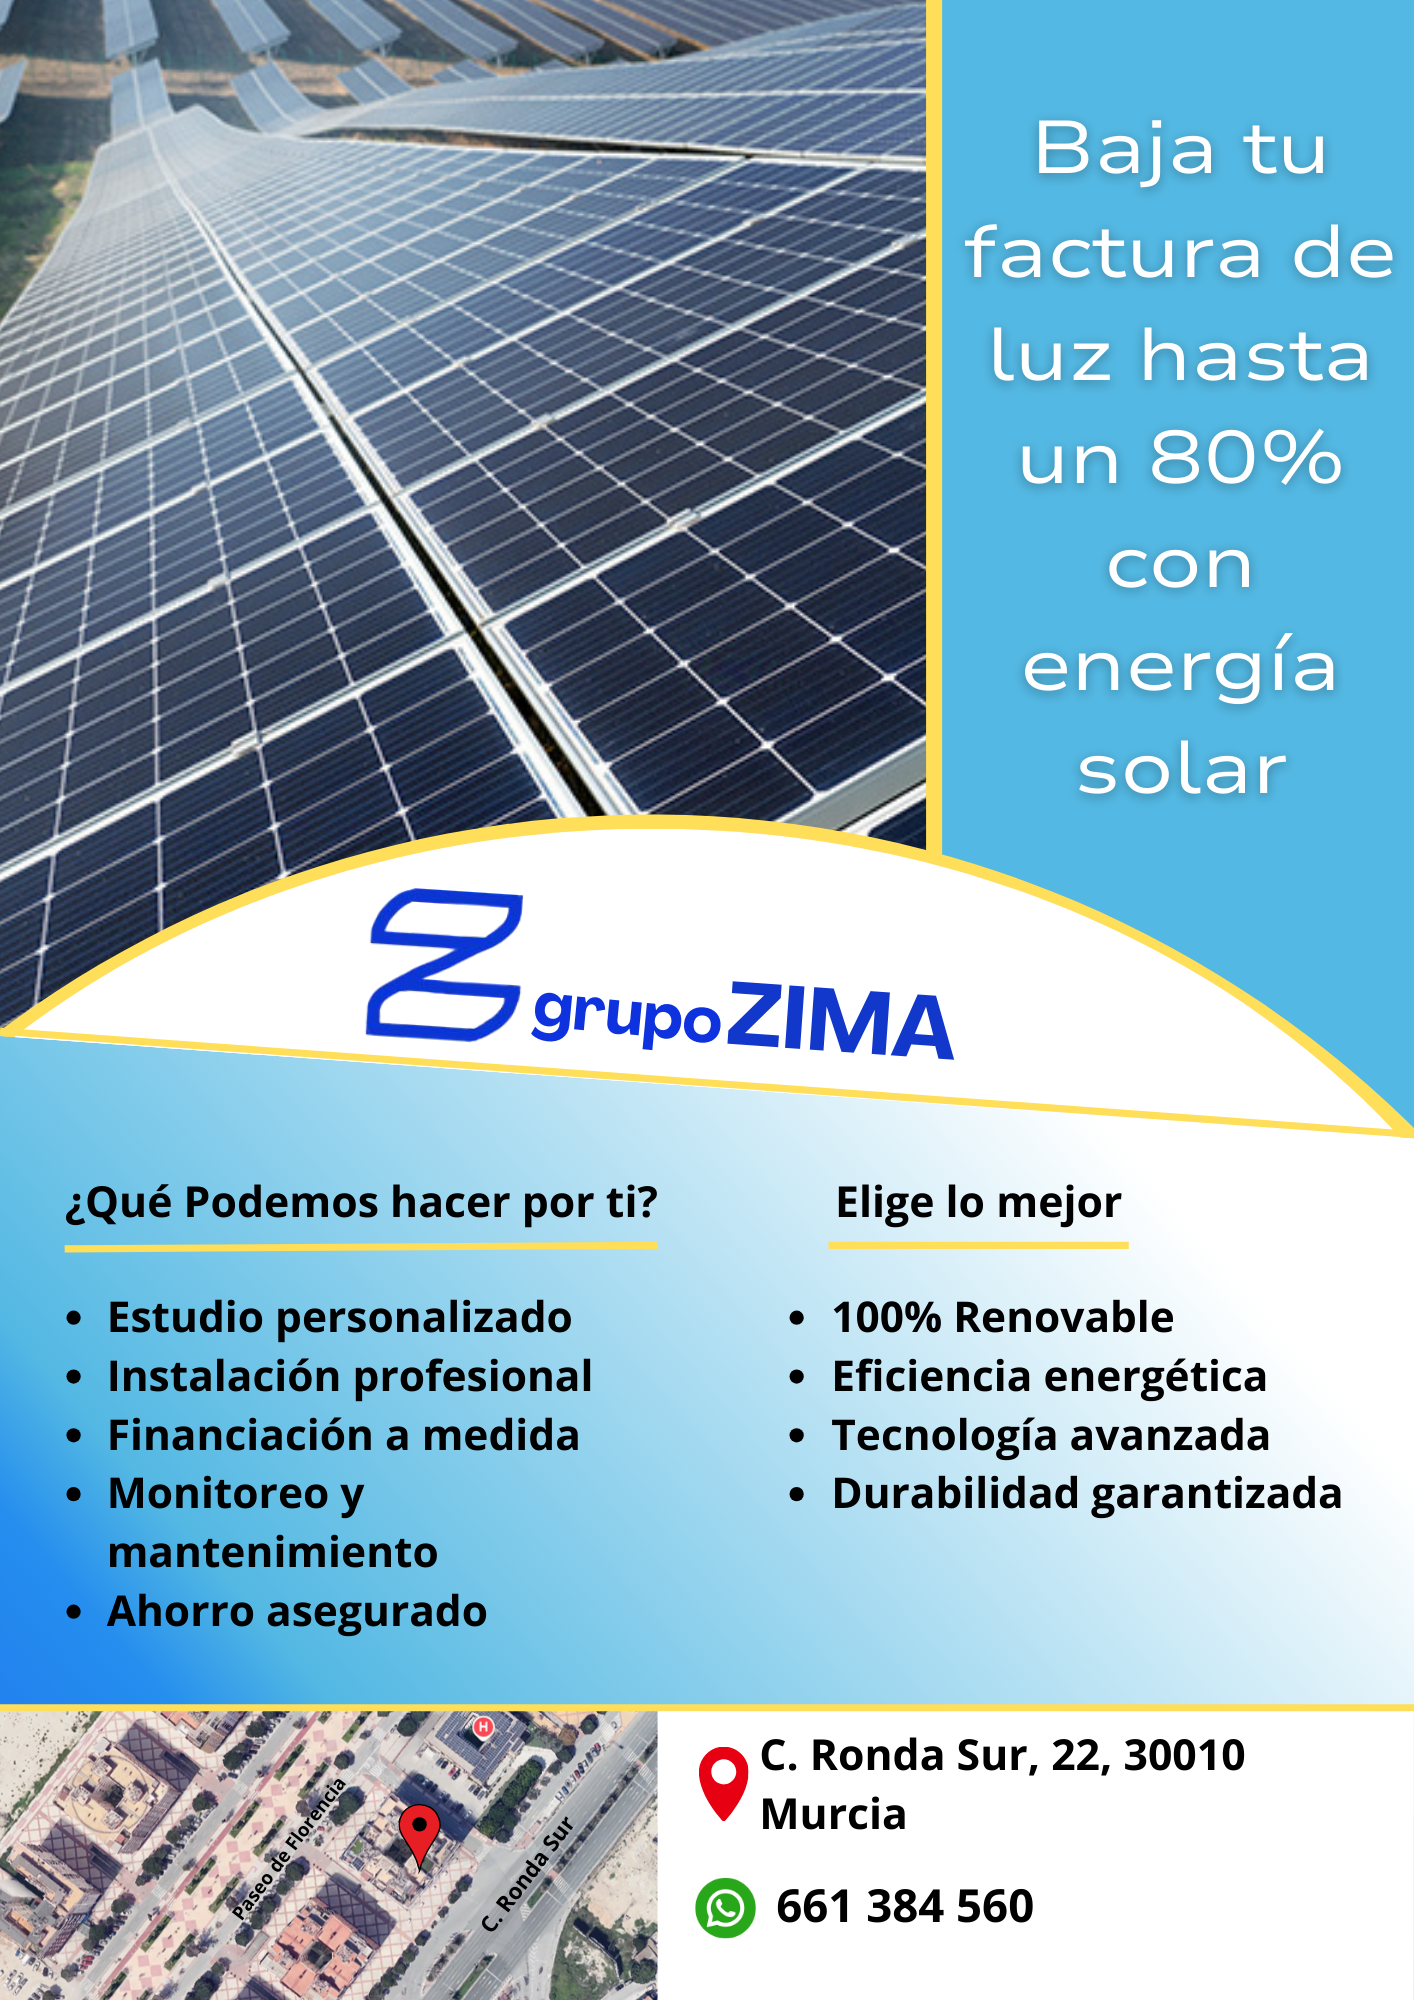 Baja tu
factura de
luz hasta
un 80%
con
energía
solar
grupo ZIMA
¿Qué Podemos hacer por ti?
• Estudio personalizado
• Instalación profesional
• Financiación a medida
• Monitoreo y
mantenimiento
• Ahorro asegurado
Elige lo mejor
• 100% Renovable
• Eficiencia energética
• Tecnología avanzada
• Durabilidad garantizada
H
Paseo de Florencia
C. Ronda Sur
C. Ronda Sur, 22, 30010
Murcia
661 384 560